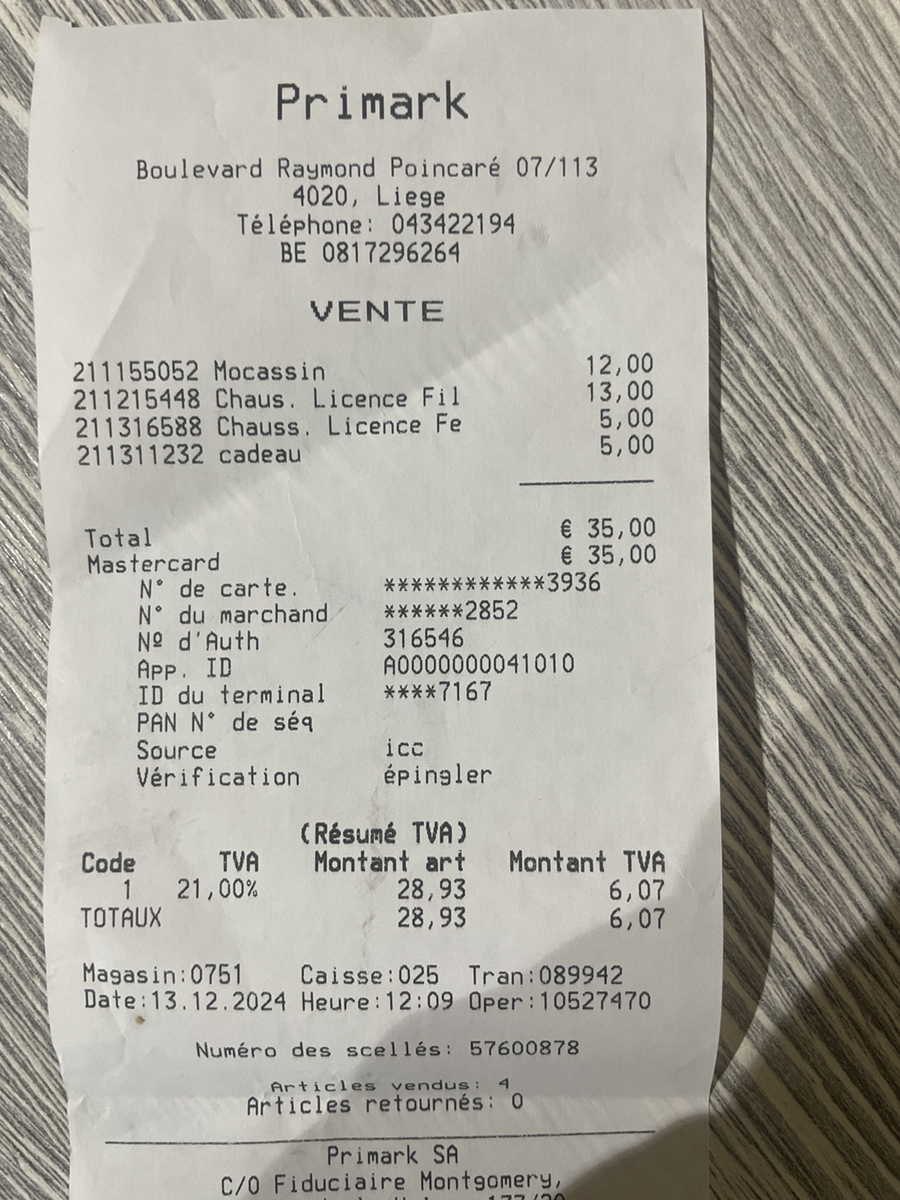 Primark
Boulevard Raymond Poincaré 07/113
4020, Liege
Téléphone: 043422194
BE 0817296264
VENTE
211155052 Mocassin 12,00
211215448 Chaus. Licence Fil 13,00
211316588 Chauss. Licence Fe 5,00
211311232 cadeau 5,00
Total € 35,00
Mastercard € 35,00
N° de carte. ************3936
N° du marchand ******2852
Nº d'Auth 316546
App. ID A0000000041010
ID du terminal ****7167
PAN N° de séq
Source icc
Vérification épingler
(Résumé TVA)
Code TVA Montant art Montant TVA
1 21,00% 28,93 6,07
TOTAUX 28,93 6,07
Magasin:0751 Caisse:025 Tran:089942
Date:13.12.2024 Heure:12:09 Oper:10527470
Numéro des scellés: 57600878
Articles vendus: 4
Articles retournés: 0
Primark SA
C/O Fiduciaire Montgomery,